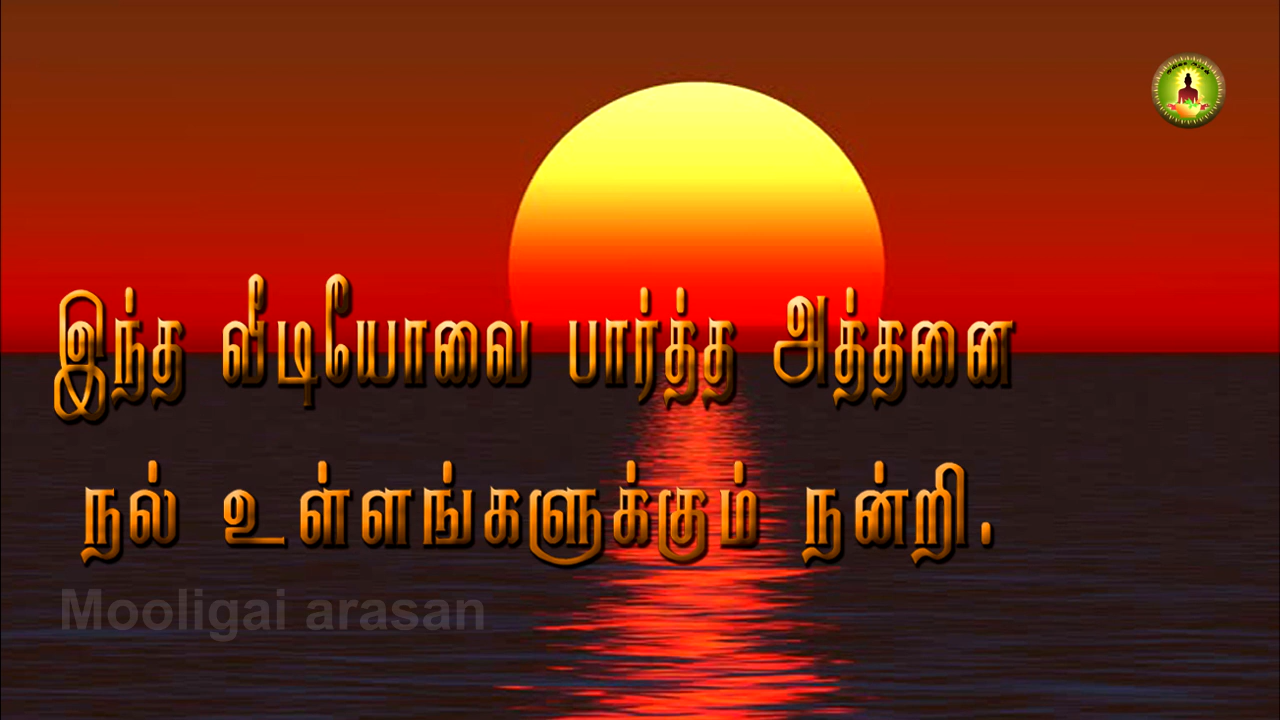 இந்த வீடியோவை பார்த்த அத்தனை
நல் உள்ளங்களுக்கும் நன்றி.
Mooligai arasan